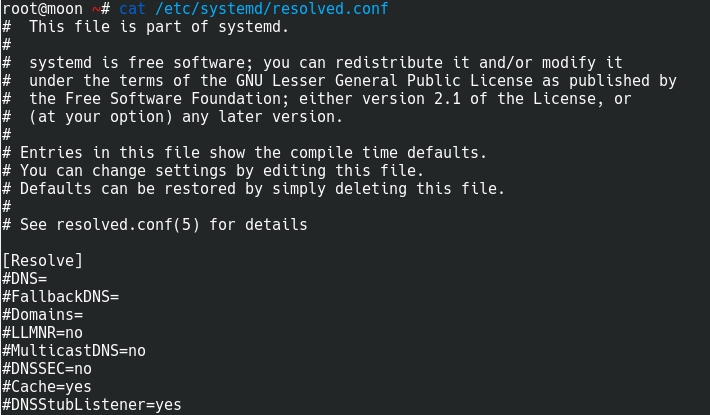 root@moon ~# cat /etc/systemd/resolved.conf
#  This file is part of systemd.
#
#  systemd is free software; you can redistribute it and/or modify it
#  under the terms of the GNU Lesser General Public License as published by
#  the Free Software Foundation; either version 2.1 of the License, or
#  (at your option) any later version.
#
# Entries in this file show the compile time defaults.
# You can change settings by editing this file.
# Defaults can be restored by simply deleting this file.
#
# See resolved.conf(5) for details

[Resolve]
#DNS=
#FallbackDNS=
#Domains=
#LLMNR=no
#MulticastDNS=no
#DNSSEC=no
#Cache=yes
#DNSStubListener=yes